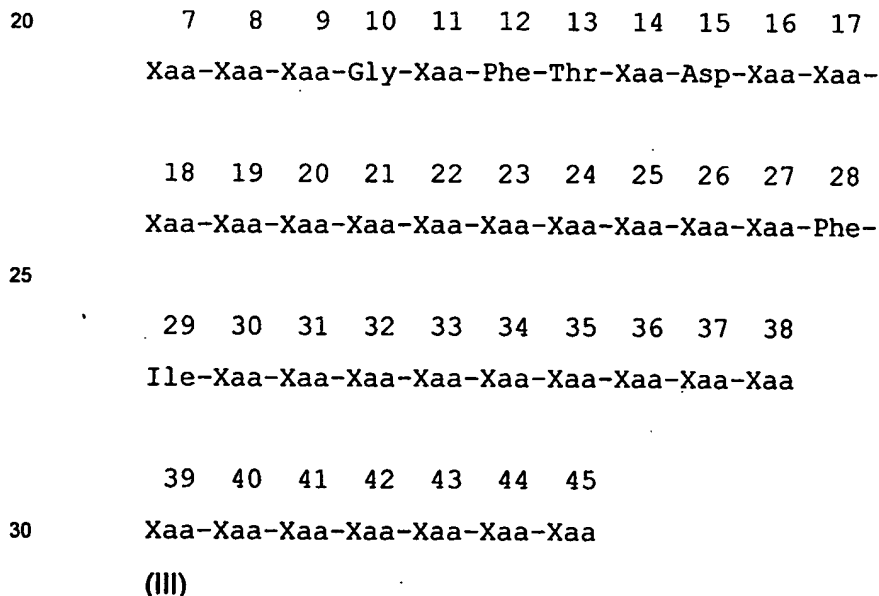 20 7 8 9 10 11 12 13 14 15 16 17
Xaa-Xaa-Xaa-Gly-Xaa-Phe-Thr-Xaa-Asp-Xaa-Xaa-
18 19 20 21 22 23 24 25 26 27 28
Xaa-Xaa-Xaa-Xaa-Xaa-Xaa-Xaa-Xaa-Xaa-Xaa-Phe-
25
29 30 31 32 33 34 35 36 37 38
Ile-Xaa-Xaa-Xaa-Xaa-Xaa-Xaa-Xaa-Xaa-Xaa
39 40 41 42 43 44 45
30 Xaa-Xaa-Xaa-Xaa-Xaa-Xaa-Xaa
(III)